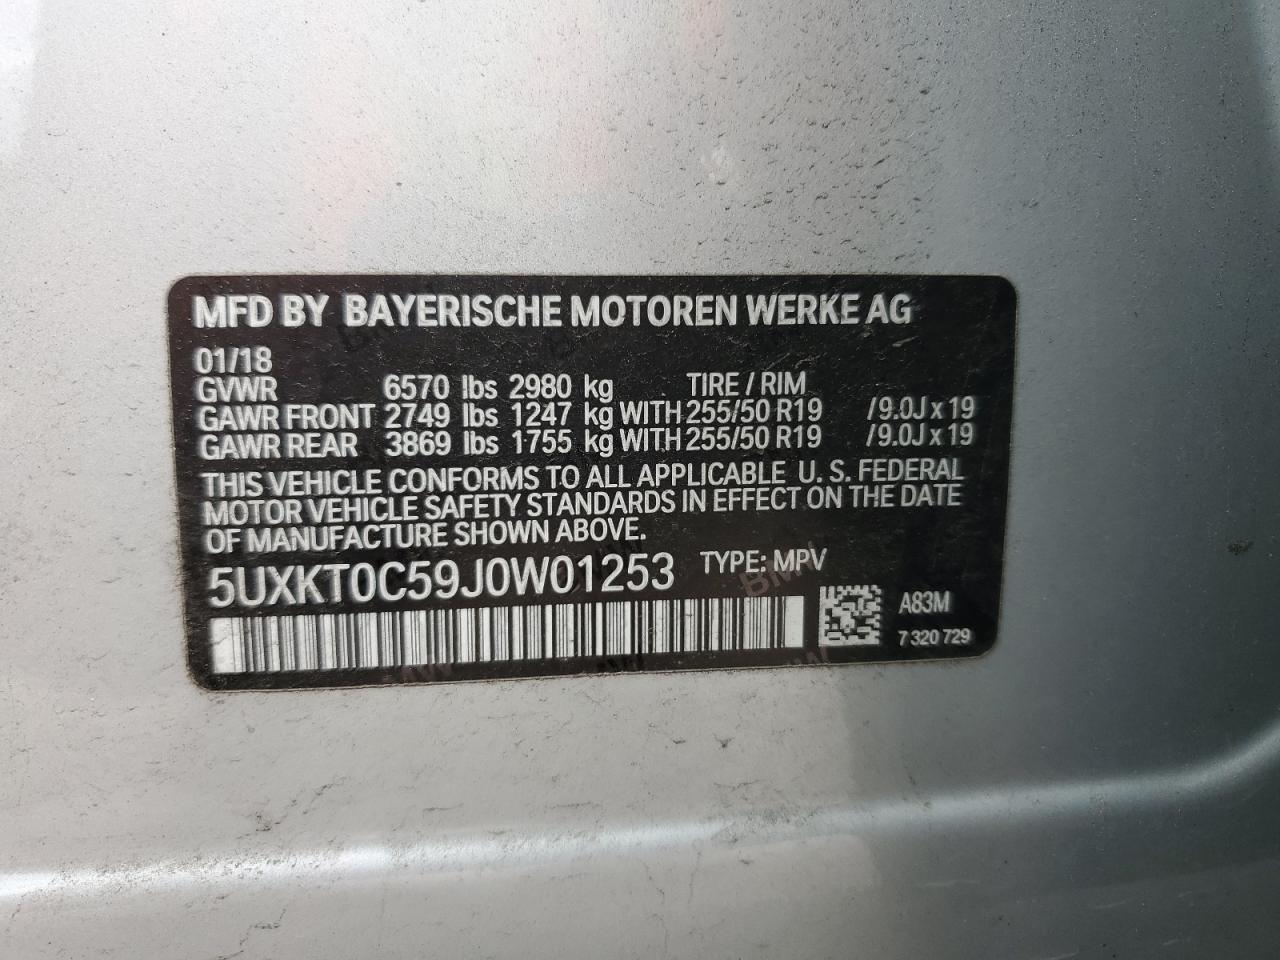 MFD BY BAYERISCHE MOTOREN WERKE AG
01/18
GVWR 6570 lbs 2980 kg TIRE / RIM
GAWR FRONT 2749 lbs 1247 kg WITH 255/50 R19 /9.0J x 19
GAWR REAR 3869 lbs 1755 kg WITH 255/50 R19 /9.0J x 19
THIS VEHICLE CONFORMS TO ALL APPLICABLE U. S. FEDERAL
MOTOR VEHICLE SAFETY STANDARDS IN EFFECT ON THE DATE
OF MANUFACTURE SHOWN ABOVE.
5UXKT0C59J0W01253 TYPE: MPV
A83M
7 320 729